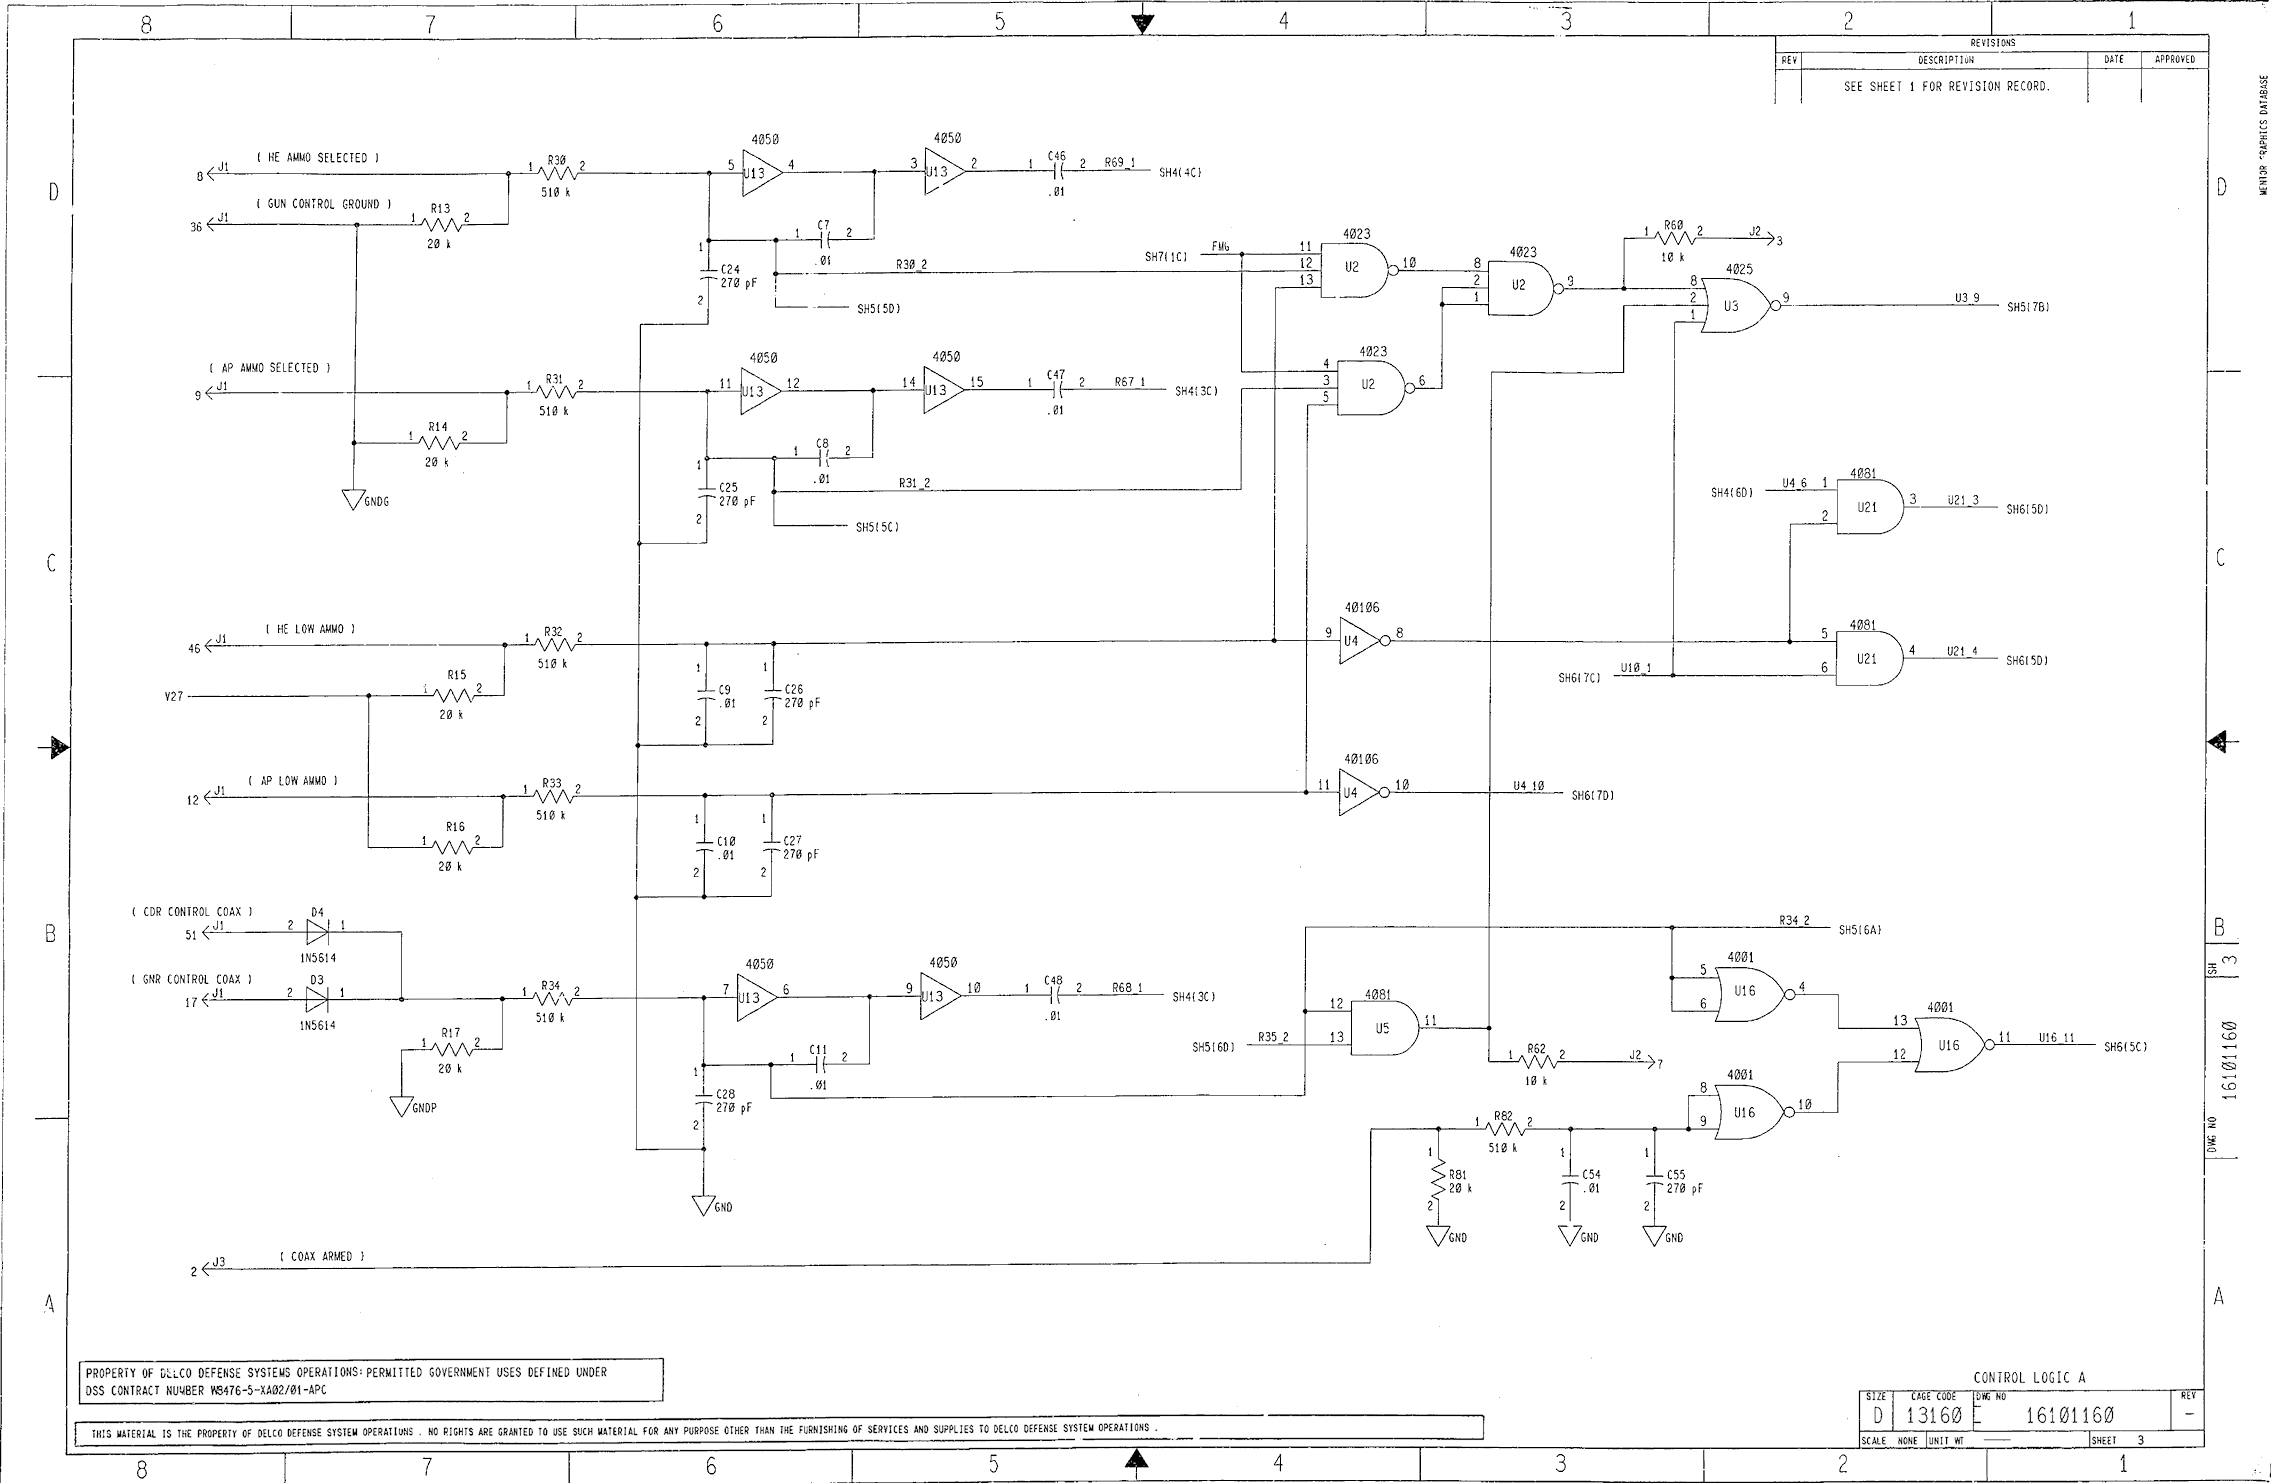 8 7 6 5 4 3 2 1
REVISIONS
REV DESCRIPTION DATE APPROVED
SEE SHEET 1 FOR REVISION RECORD.
D
D
4050
4050
( HE AMMO SELECTED )
8 J1
1 R30 2
510 k
5 U13 4
3 U13 2
1 C46 2
.01
R69_1
SH4(4C)
( GUN CONTROL GROUND )
36 J1
1 R13 2
20 k
1 C7 2
.01
1
C24
270 pF
2
R30_2
SH5(5D)
SH7(1C)
FMG
4023
11
12
13
U2
10
4023
8
2
1
U2
9
1 R60 2
10 k
J2 3
4025
8
2
1
U3
9
U3_9
SH5(7B)
4050
4050
( AP AMMO SELECTED )
9 J1
1 R31 2
510 k
11 U13 12
14 U13 15
1 C47 2
.01
R67_1
SH4(3C)
4023
4
3
5
U2
6
1 R14 2
20 k
GNDG
1 C8 2
.01
1
C25
270 pF
2
R31_2
SH5(5C)
4081
SH4(6D)
U4_6
1
2
U21
3
U21_3
SH6(5D)
C
C
( HE LOW AMMO )
46 J1
1 R32 2
510 k
40106
9 U4 8
4081
5
6
U21
4
U21_4
SH6(5D)
SH6(7C)
U10_1
V27
1 R15 2
20 k
1
C9
.01
2
1
C26
270 pF
2
( AP LOW AMMO )
12 J1
1 R33 2
510 k
40106
11 U4 10
U4_10
SH6(7D)
1 R16 2
20 k
1
C10
.01
2
1
C27
270 pF
2
B
B
( CDR CONTROL COAX )
51 J1
2 D4 1
1N5614
( GNR CONTROL COAX )
17 J1
2 D3 1
1N5614
1 R34 2
510 k
4050
7 U13 6
4050
9 U13 10
1 C48 2
.01
R68_1
SH4(3C)
1 R17 2
20 k
GNDP
1 C11 2
.01
1
C28
270 pF
2
GND
R34_2
SH5(6A)
4001
5
6
U16
4
4081
12
13
U5
11
SH5(6D)
R35_2
1 R62 2
10 k
J2 7
4001
13
12
U16
11
U16_11
SH6(5C)
4001
8
9
U16
10
1 R82 2
510 k
1
R81
20 k
2
GND
1
C54
.01
2
GND
1
C55
270 pF
2
GND
( COAX ARMED )
2 J3
A
A
SH 3
DWG NO 16101160
PROPERTY OF DELCO DEFENSE SYSTEMS OPERATIONS: PERMITTED GOVERNMENT USES DEFINED UNDER
DSS CONTRACT NUMBER W8476-5-XA02/01-APC
THIS MATERIAL IS THE PROPERTY OF DELCO DEFENSE SYSTEM OPERATIONS . NO RIGHTS ARE GRANTED TO USE SUCH MATERIAL FOR ANY PURPOSE OTHER THAN THE FURNISHING OF SERVICES AND SUPPLIES TO DELCO DEFENSE SYSTEM OPERATIONS .
CONTROL LOGIC A
SIZE CAGE CODE DWG NO REV
D 13160 16101160 -
SCALE NONE UNIT WT SHEET 3
8 7 6 5 4 3 2 1
GRAPHICS DATABASE